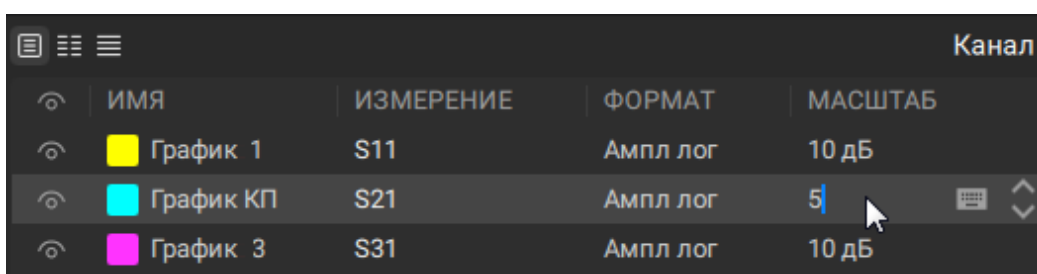 Канал
ИМЯ ИЗМЕРЕНИЕ ФОРМАТ МАСШТАБ
График 1 S11 Ампл лог 10 дБ
График КП S21 Ампл лог 5
График 3 S31 Ампл лог 10 дБ